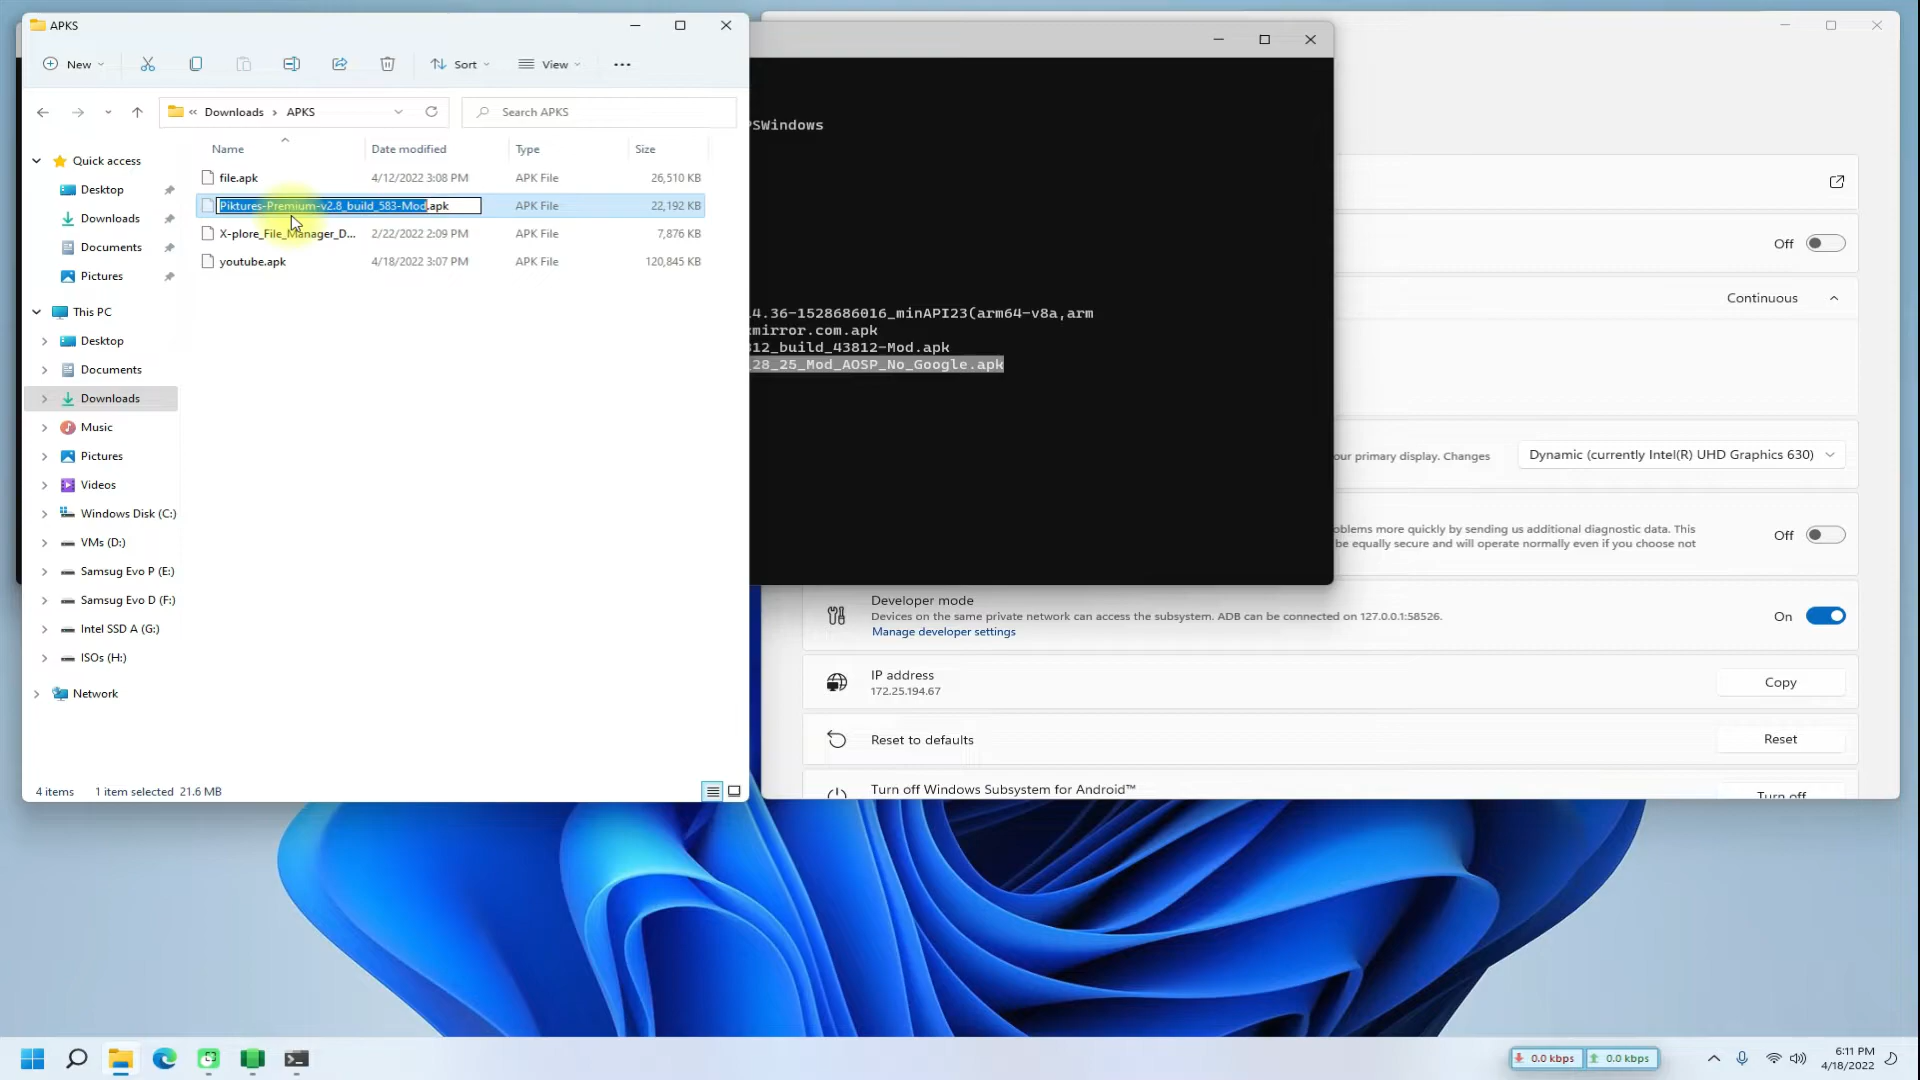 APKS
New
Sort
View
Downloads > APKS
Search APKS
Name
Date modified
Type
Size
file.apk
4/12/2022 3:08 PM
APK File
26,510 KB
Piktures-Premium-v2.8_build_583-Mod.apk
APK File
22,192 KB
X-plore_File_Manager_D...
2/22/2022 2:09 PM
APK File
7,876 KB
youtube.apk
4/18/2022 3:07 PM
APK File
120,845 KB
Quick access
Desktop
Downloads
Documents
Pictures
This PC
Desktop
Documents
Downloads
Music
Pictures
Videos
Windows Disk (C:)
VMs (D:)
Samsug Evo P (E:)
Samsug Evo D (F:)
Intel SSD A (G:)
ISOs (H:)
Network
4 items
1 item selected 21.6 MB
PSWindows
4.36-1528686016_minAPI23(arm64-v8a,arm
mirror.com.apk
312_build_43812-Mod.apk
_28_25_Mod_AOSP_No_Google.apk
Off
Continuous
our primary display. Changes
Dynamic (currently Intel(R) UHD Graphics 630)
oblems more quickly by sending us additional diagnostic data. This
be equally secure and will operate normally even if you choose not
Off
Developer mode
Devices on the same private network can access the subsystem. ADB can be connected on 127.0.0.1:58526.
Manage developer settings
On
IP address
172.25.194.67
Copy
Reset to defaults
Reset
Turn off Windows Subsystem for Android™
Turn off
0.0 kbps
0.0 kbps
6:11 PM
4/18/2022